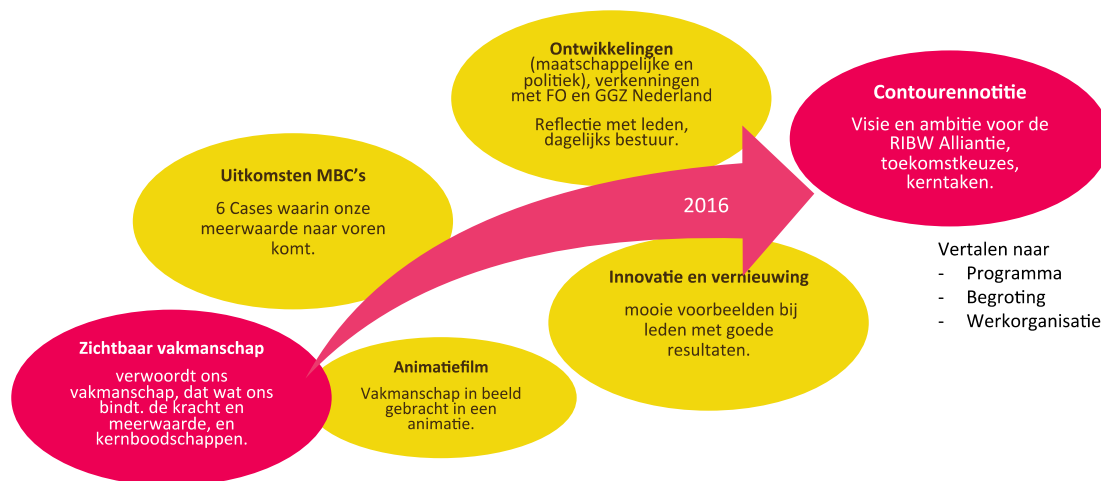 Ontwikkelingen
(maatschappelijke en
politiek), verkenningen
met FO en GGZ Nederland
Reflectie met leden,
dagelijks bestuur.
Contourennotitie
Visie en ambitie voor de
RIBW Alliantie,
toekomstkeuzes,
kerntaken.
Uitkomsten MBC's
6 Cases waarin onze
meerwaarde naar voren
komt.
2016
Vertalen naar
- Programma
- Begroting
- Werkorganisatie
Innovatie en vernieuwing
mooie voorbeelden bij
leden met goede
resultaten.
Zichtbaar vakmanschap
verwoordt ons
vakmanschap, dat wat ons
bindt. de kracht en
meerwaarde, en
kernboodschappen.
Animatiefilm
Vakmanschap in beeld
gebracht in een
animatie.